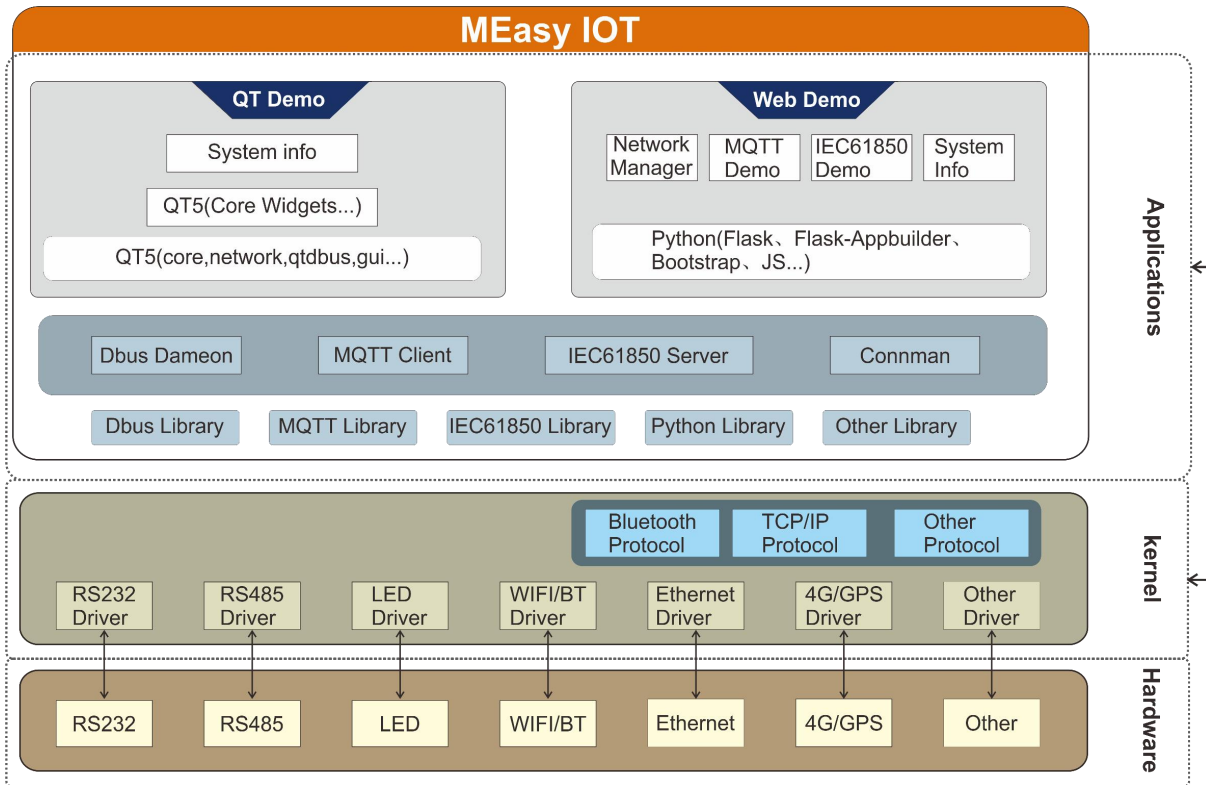 MEasy IOT
QT Demo
System info
QT5(Core Widgets...)
QT5(core,network,qtdbus,gui...)
Web Demo
Network
Manager
MQTT
Demo
IEC61850
Demo
System
Info
Python(Flask、Flask-Appbuilder、
Bootstrap、JS...)
Applications
Dbus Dameon
MQTT Client
IEC61850 Server
Connman
Dbus Library
MQTT Library
IEC61850 Library
Python Library
Other Library
Bluetooth
Protocol
TCP/IP
Protocol
Other
Protocol
kernel
RS232
Driver
RS485
Driver
LED
Driver
WIFI/BT
Driver
Ethernet
Driver
4G/GPS
Driver
Other
Driver
RS232
RS485
LED
WIFI/BT
Ethernet
4G/GPS
Other
Hardware